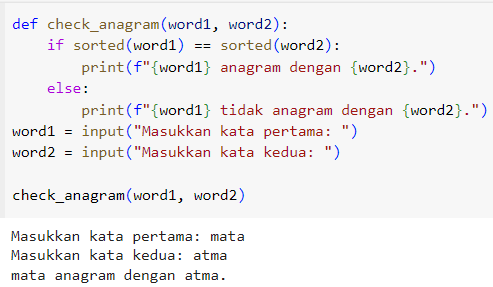 def check_anagram(word1, word2):
    if sorted(word1) == sorted(word2):
        print(f"{word1} anagram dengan {word2}.")
    else:
        print(f"{word1} tidak anagram dengan {word2}.")
word1 = input("Masukkan kata pertama: ")
word2 = input("Masukkan kata kedua: ")

check_anagram(word1, word2)
Masukkan kata pertama: mata
Masukkan kata kedua: atma
mata anagram dengan atma.